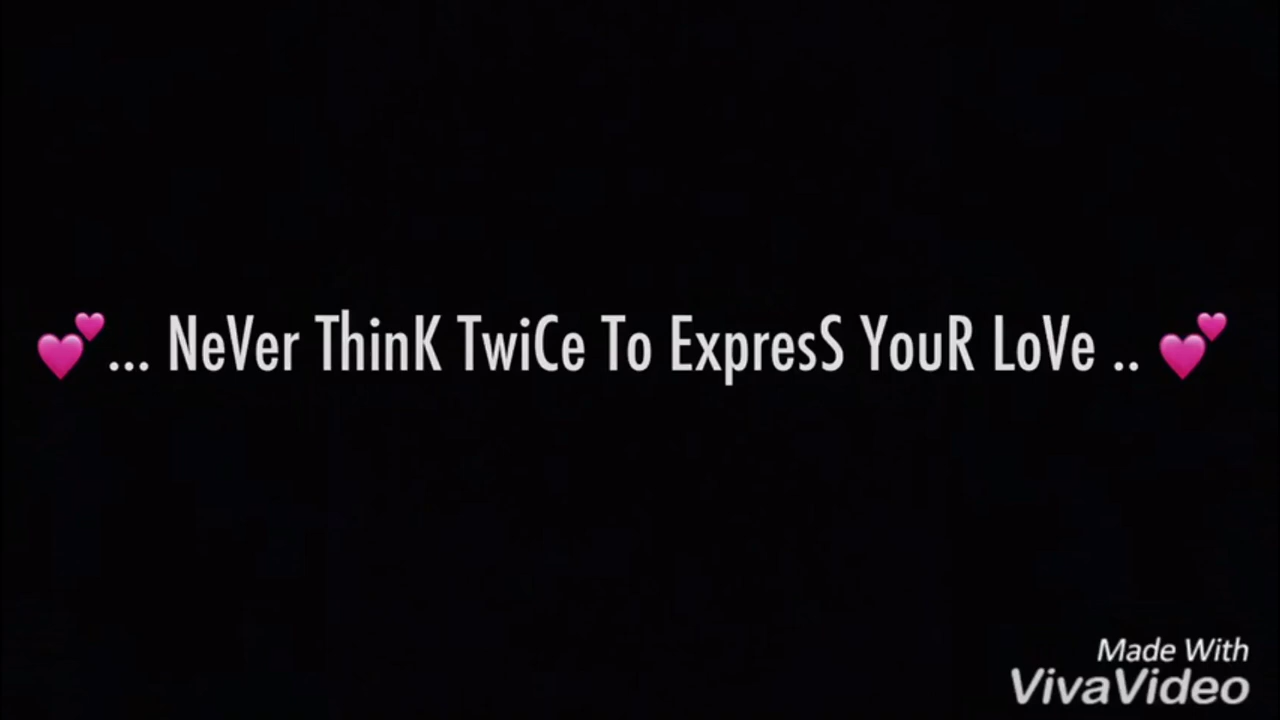 💕... NeVer ThinK TwiCe To ExpresS YouR LoVe .. 💕
Made With
VivaVideo